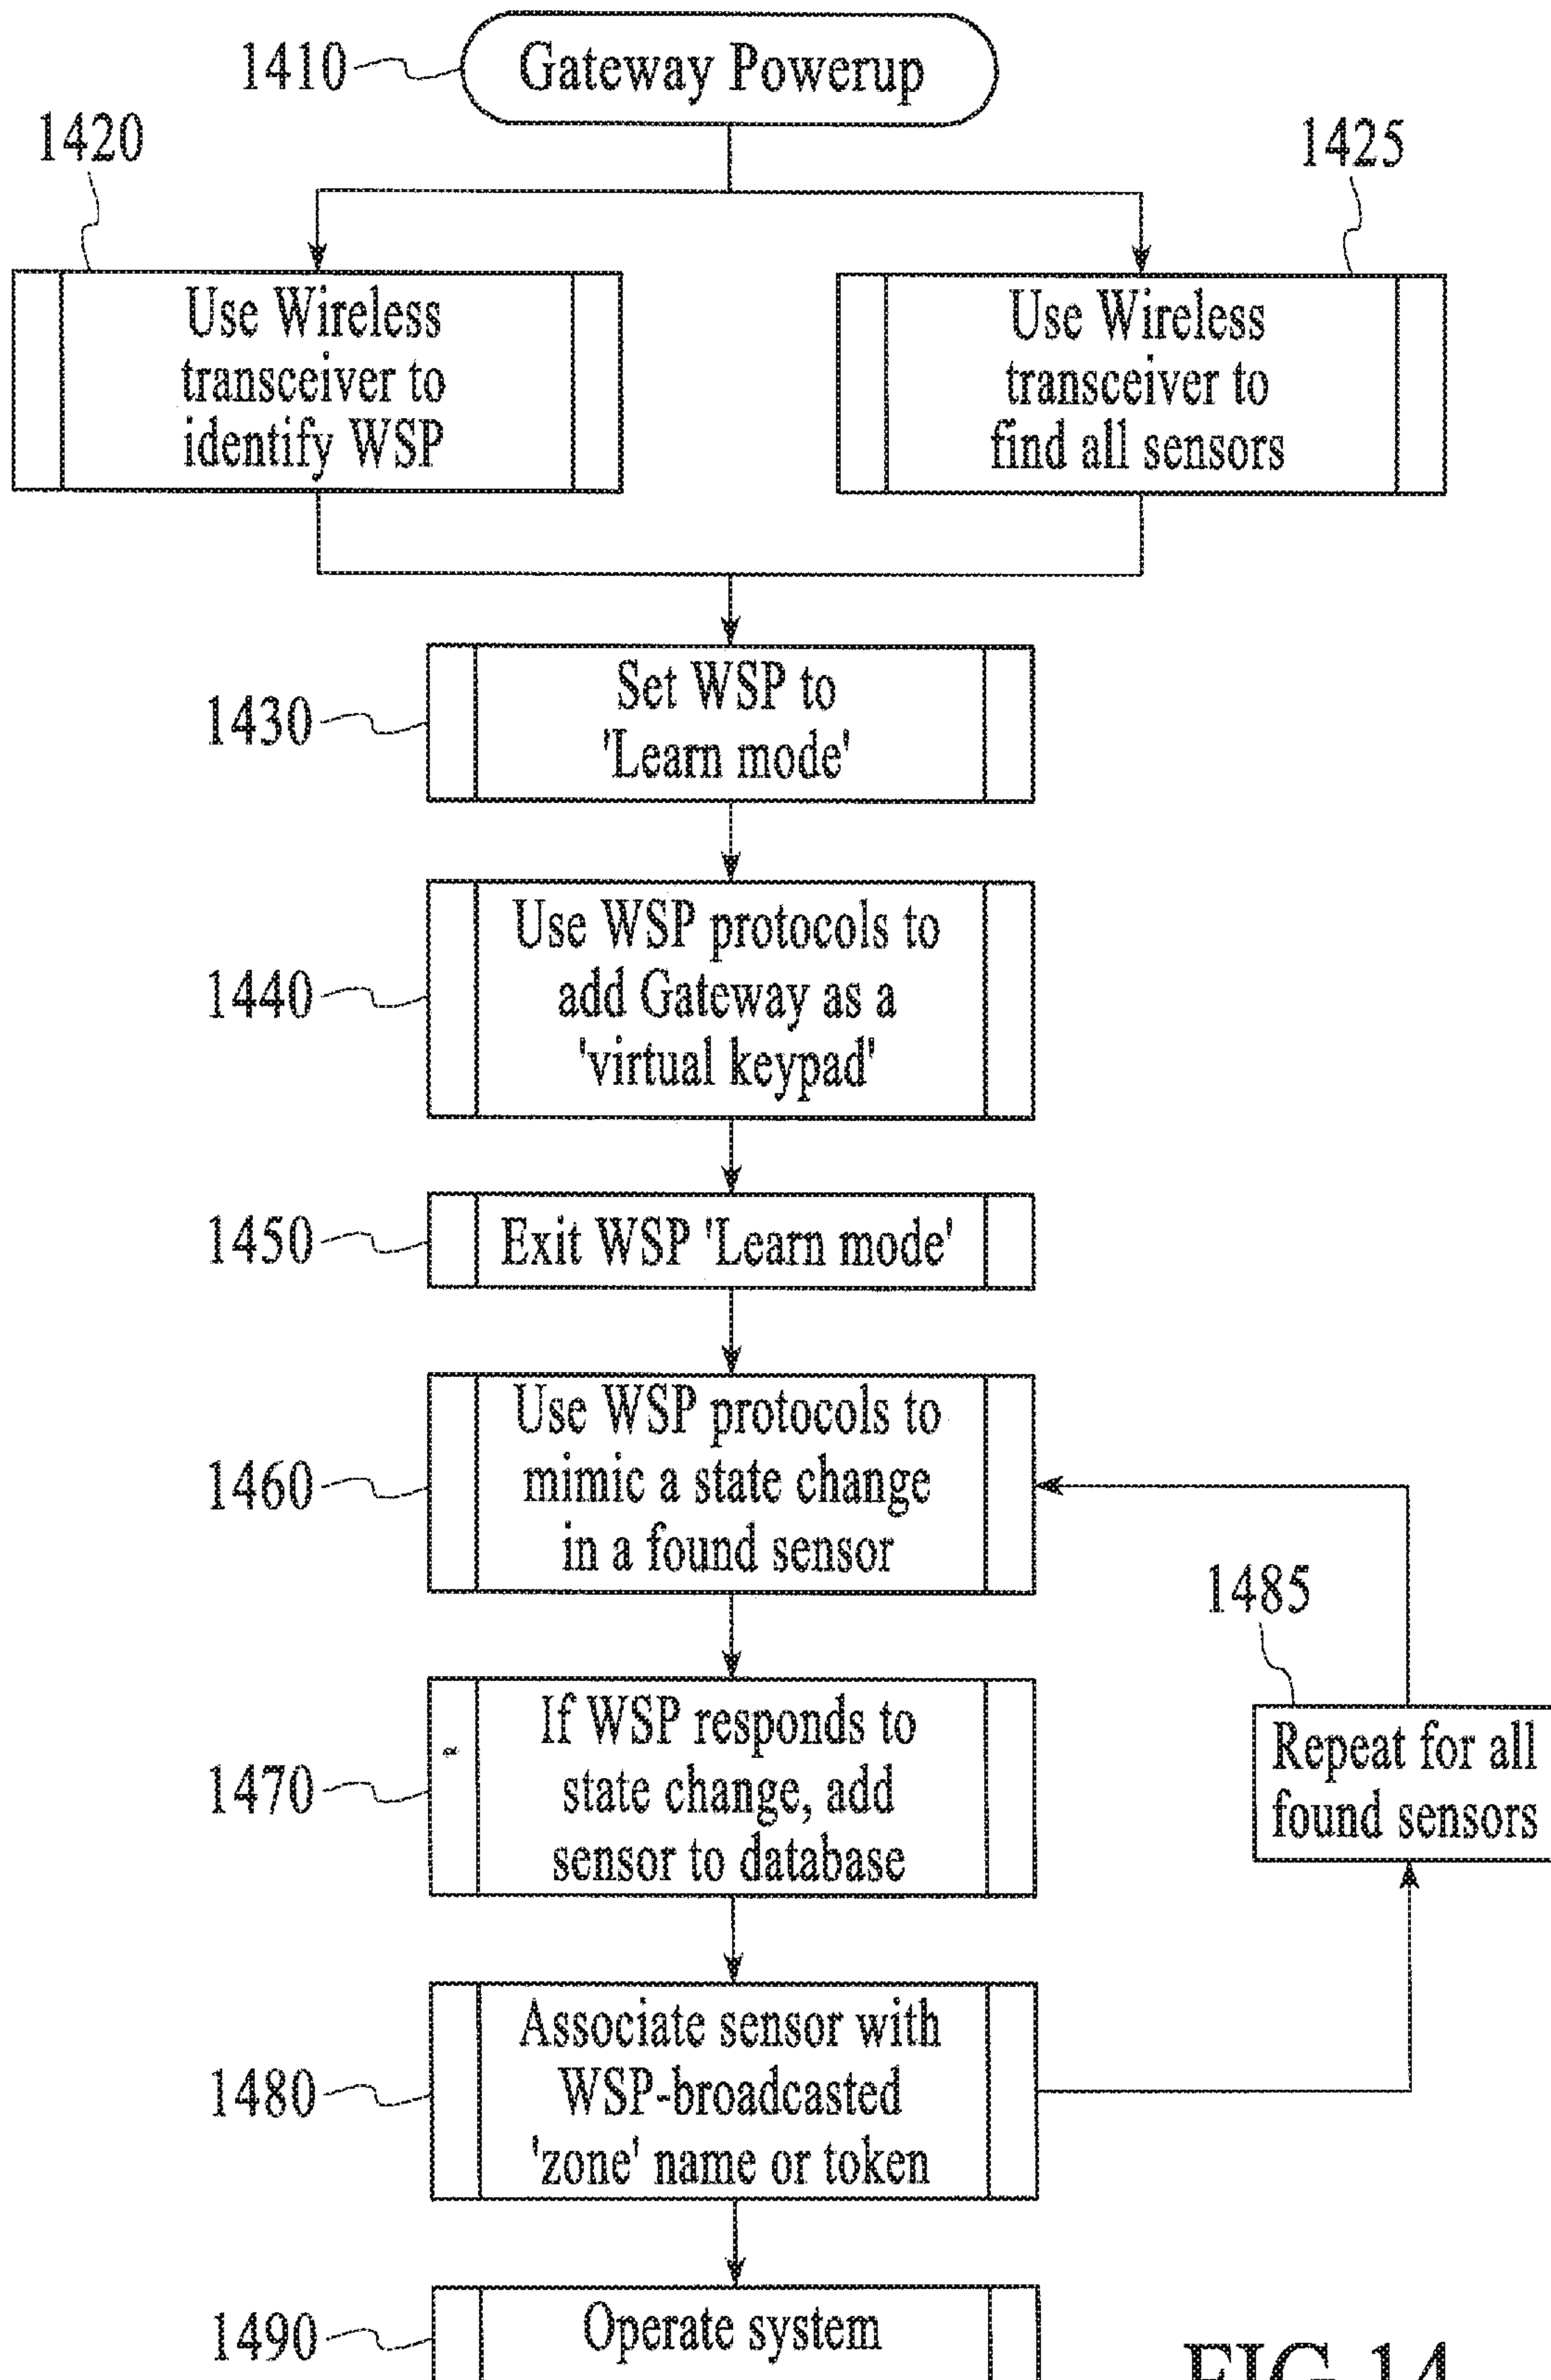 1410
Gateway Powerup
1420
1425
Use Wireless
transceiver to
identify WSP
Use Wireless
transceiver to
find all sensors
1430
Set WSP to
'Learn mode'
1440
Use WSP protocols to
add Gateway as a
'virtual keypad'
1450
Exit WSP 'Learn mode'
1460
Use WSP protocols to
mimic a state change
in a found sensor
1485
Repeat for all
found sensors
1470
If WSP responds to
state change, add
sensor to database
1480
Associate sensor with
WSP-broadcasted
'zone' name or token
1490
Operate system
FIG.14